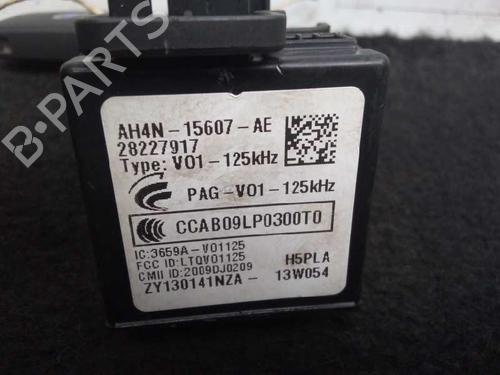 AH4N-15607-AE
28227917
Type: V01-125kHz
PAG-V01-125kHz
CCAB09LP0300T0
IC:3659A-V01125
FCC ID:LTQV01125
CMII ID:2009DJ0209
H5PLA
ZY130141NZA- 13W054
B-PARTS